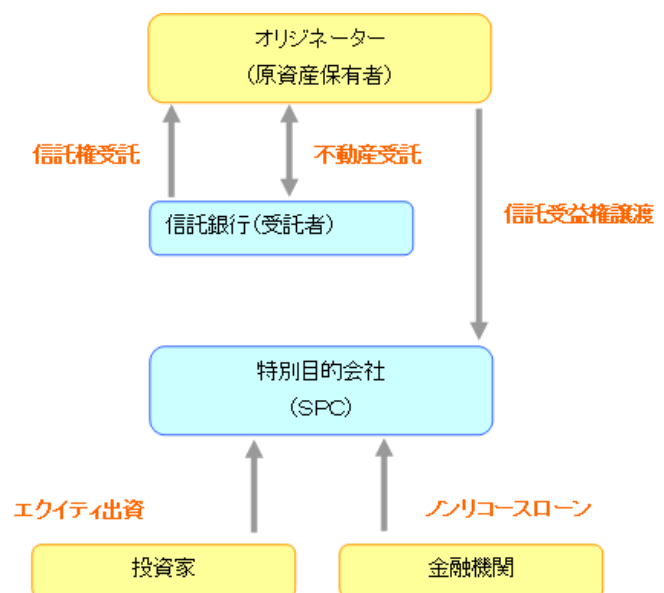 オリジネーター
(原資産保有者)
信託権受託
不動産受託
信託銀行(受託者)
信託受益権譲渡
特別目的会社
(SPC)
エクイティ出資
ノンリコースローン
投資家
金融機関